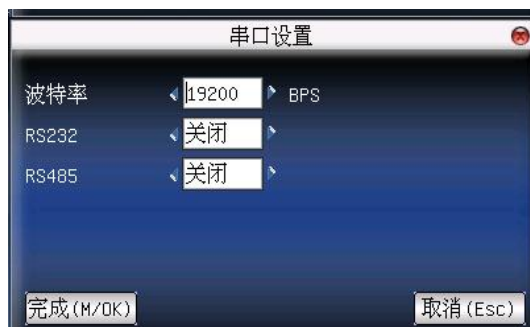 串口设置
波特率 19200 BPS
RS232 关闭
RS485 关闭
完成(M/OK) 取消(Esc)